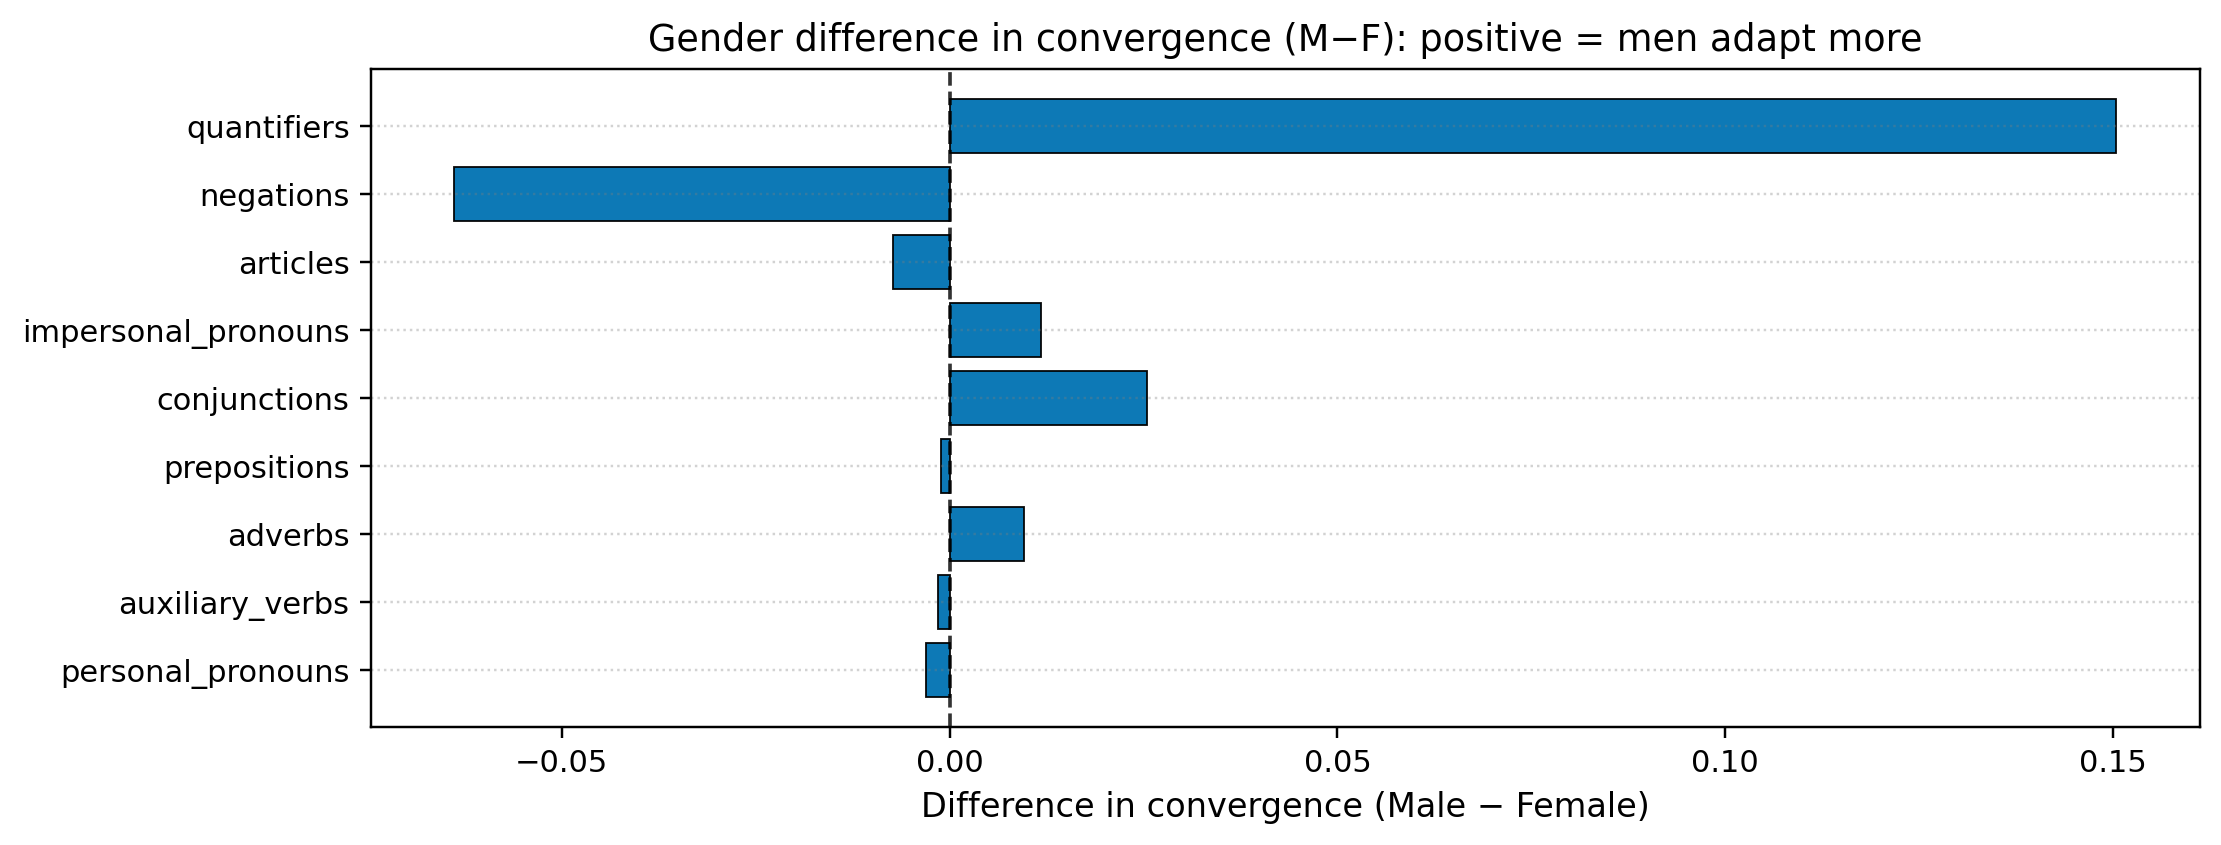 Gender difference in convergence (M−F): positive = men adapt more
quantifiers
negations
articles
impersonal_pronouns
conjunctions
prepositions
adverbs
auxiliary_verbs
personal_pronouns
−0.05 0.00 0.05 0.10 0.15
Difference in convergence (Male − Female)